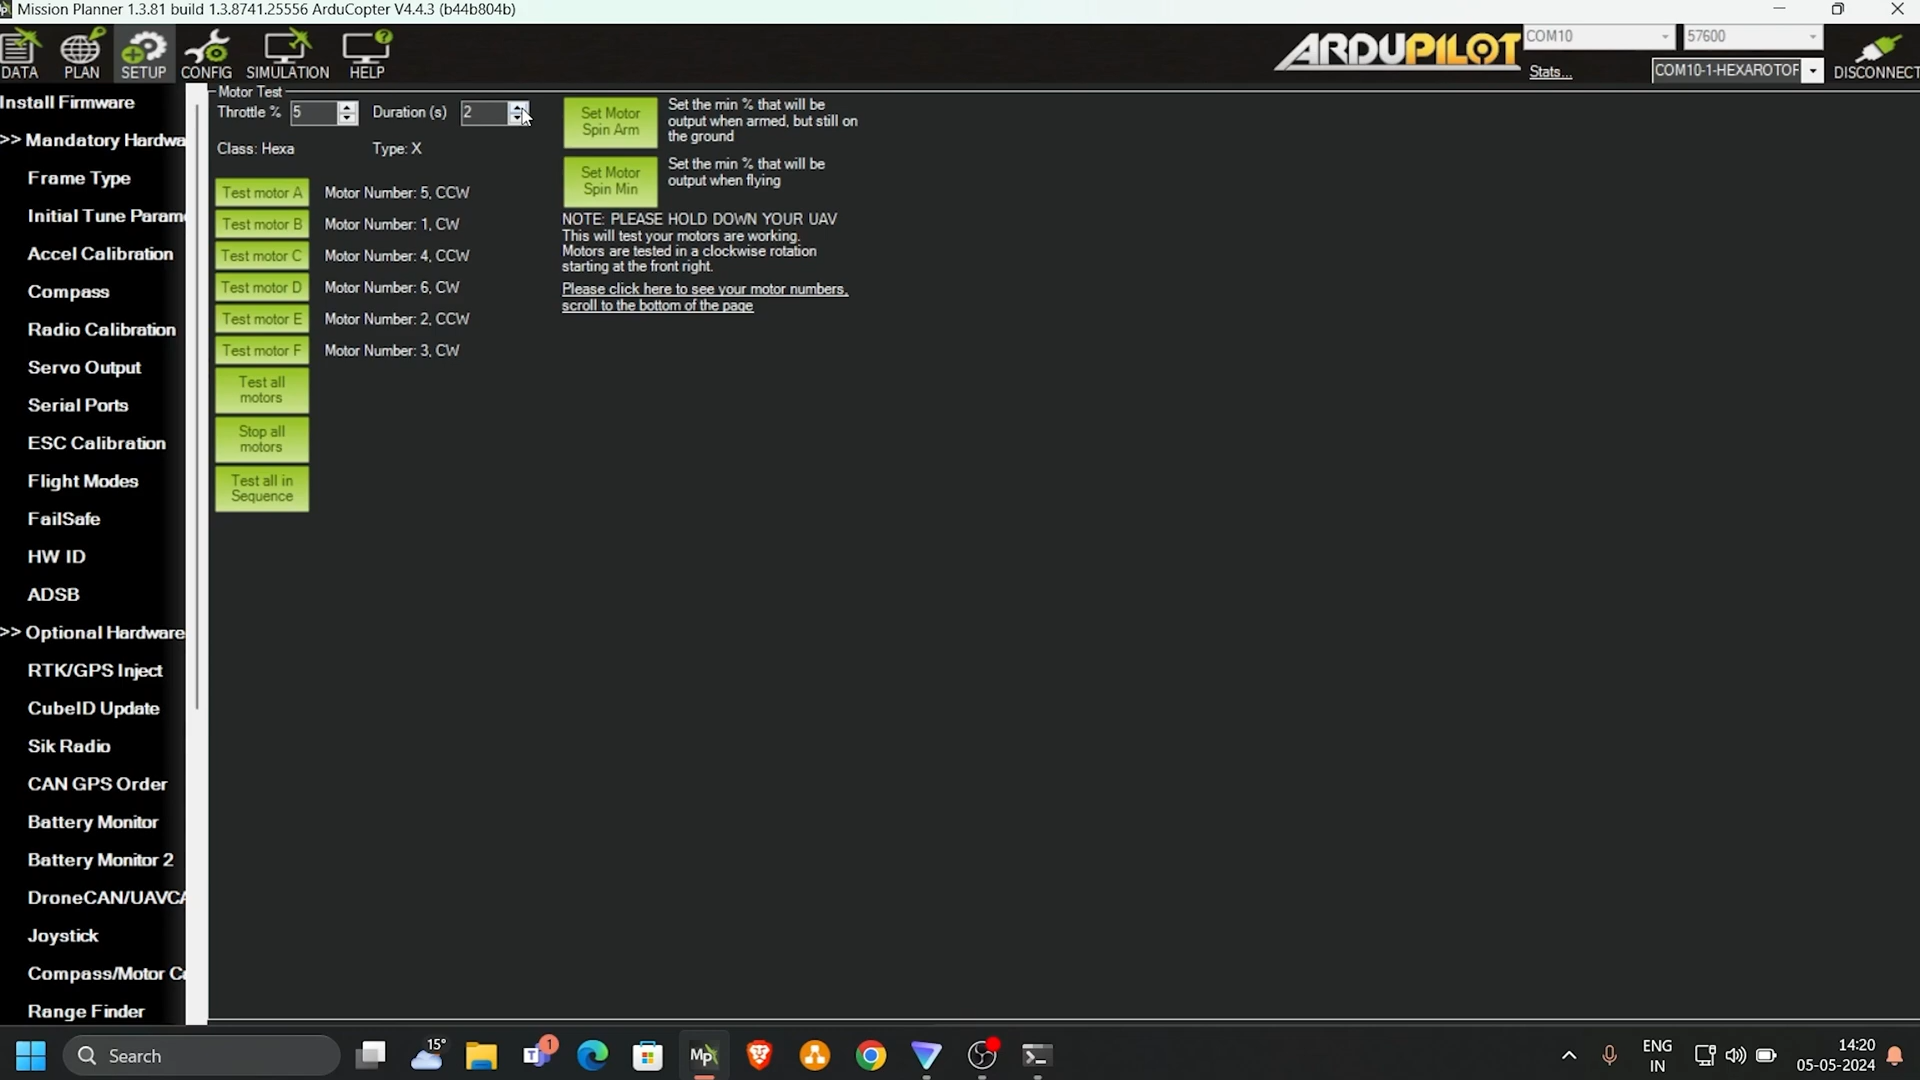 Mission Planner 1.3.81 build 1.3.8741.25556 ArduCopter V4.4.3 (b44b804b)
DATA PLAN SETUP CONFIG SIMULATION HELP
ARDUPILOT
COM10 57600
Stats... COM10-1-HEXAROTOF DISCONNECT
Install Firmware
>> Mandatory Hardwa
Frame Type
Initial Tune Param
Accel Calibration
Compass
Radio Calibration
Servo Output
Serial Ports
ESC Calibration
Flight Modes
FailSafe
HW ID
ADSB
>> Optional Hardware
RTK/GPS Inject
CubeID Update
Sik Radio
CAN GPS Order
Battery Monitor
Battery Monitor 2
DroneCAN/UAVCA
Joystick
Compass/Motor Ca
Range Finder
Motor Test
Throttle % 5 Duration (s) 2
Class: Hexa Type: X
Test motor A Motor Number: 5, CCW
Test motor B Motor Number: 1, CW
Test motor C Motor Number: 4, CCW
Test motor D Motor Number: 6, CW
Test motor E Motor Number: 2, CCW
Test motor F Motor Number: 3, CW
Test all
motors
Stop all
motors
Test all in
Sequence
Set Motor
Spin Arm
Set the min % that will be
output when armed, but still on
the ground
Set Motor
Spin Min
Set the min % that will be
output when flying
NOTE: PLEASE HOLD DOWN YOUR UAV
This will test your motors are working.
Motors are tested in a clockwise rotation
starting at the front right.
Please click here to see your motor numbers,
scroll to the bottom of the page
Search
15°
1
ENG
IN
14:20
05-05-2024